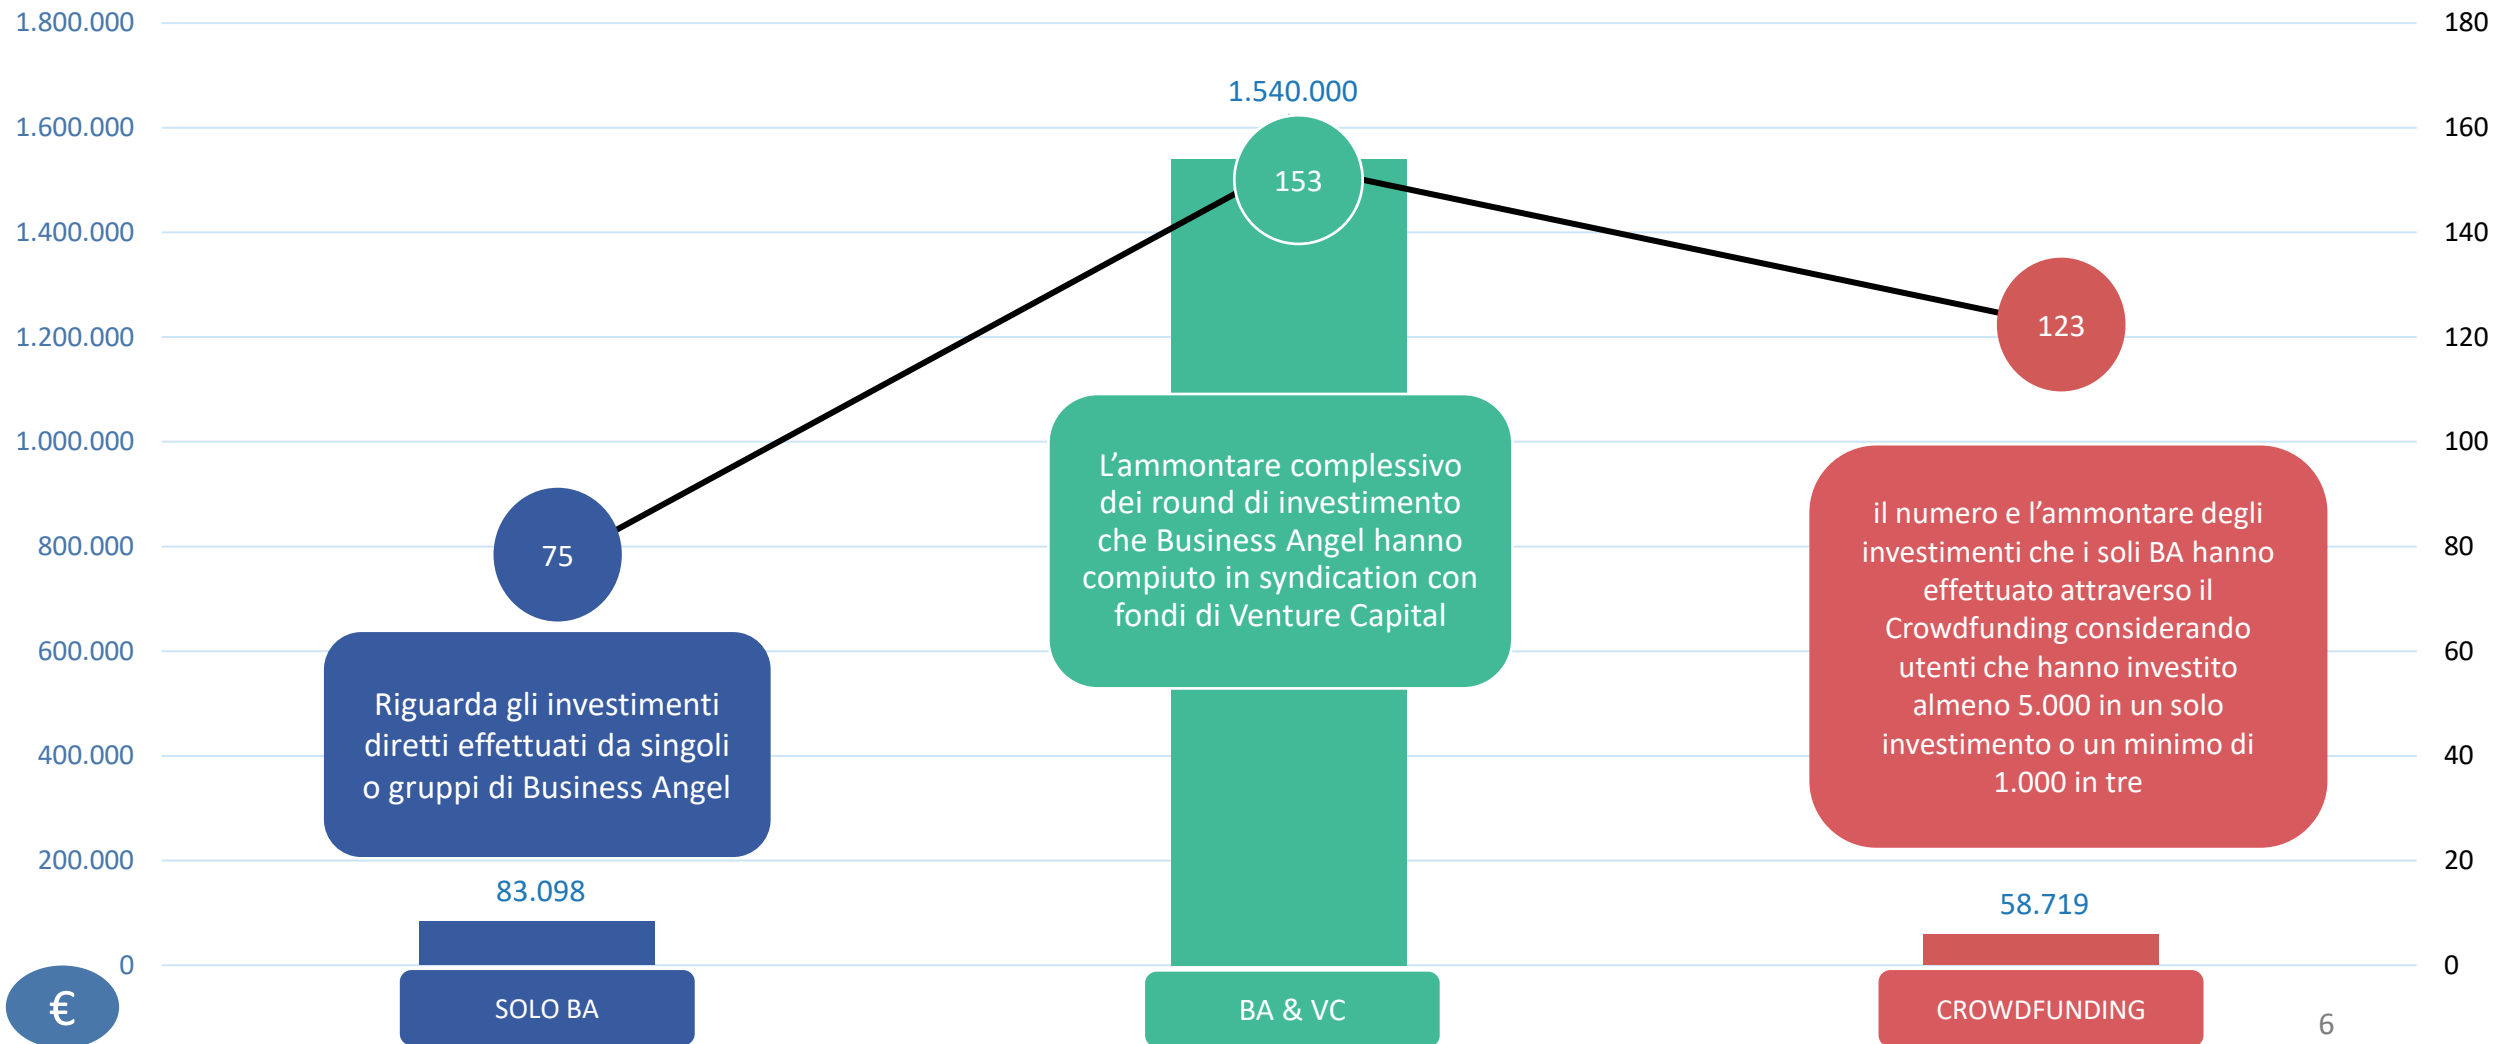 1.800.000
1.600.000
1.400.000
1.200.000
1.000.000
800.000
600.000
400.000
200.000
0
€
75
Riguarda gli investimenti
diretti effettuati da singoli
o gruppi di Business Angel
83.098
SOLO BA
1.540.000
153
L’ammontare complessivo
dei round di investimento
che Business Angel hanno
compiuto in syndication con
fondi di Venture Capital
BA & VC
123
il numero e l’ammontare degli
investimenti che i soli BA hanno
effettuato attraverso il
Crowdfunding considerando
utenti che hanno investito
almeno 5.000 in un solo
investimento o un minimo di
1.000 in tre
58.719
CROWDFUNDING
180
160
140
120
100
80
60
40
20
0
6